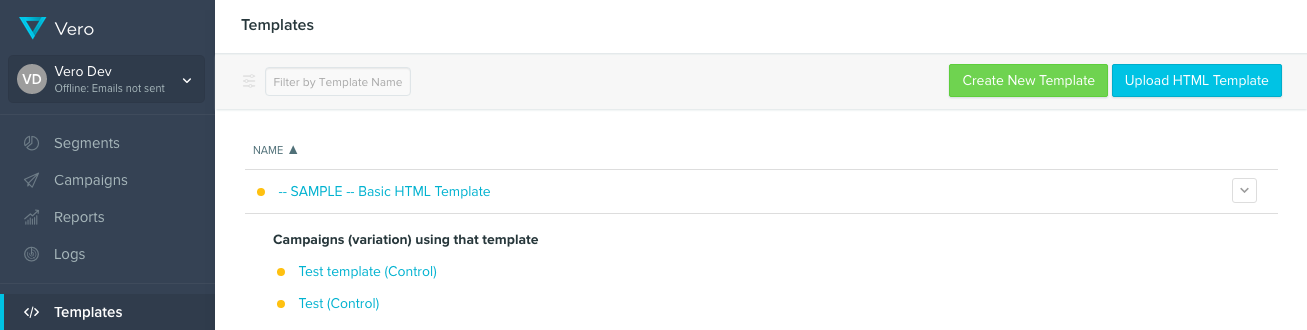 Vero
VD
Vero Dev
Offline: Emails not sent
Segments
Campaigns
Reports
Logs
</> Templates
Templates
Filter by Template Name
Create New Template
Upload HTML Template
NAME ▲
-- SAMPLE -- Basic HTML Template
Campaigns (variation) using that template
Test template (Control)
Test (Control)